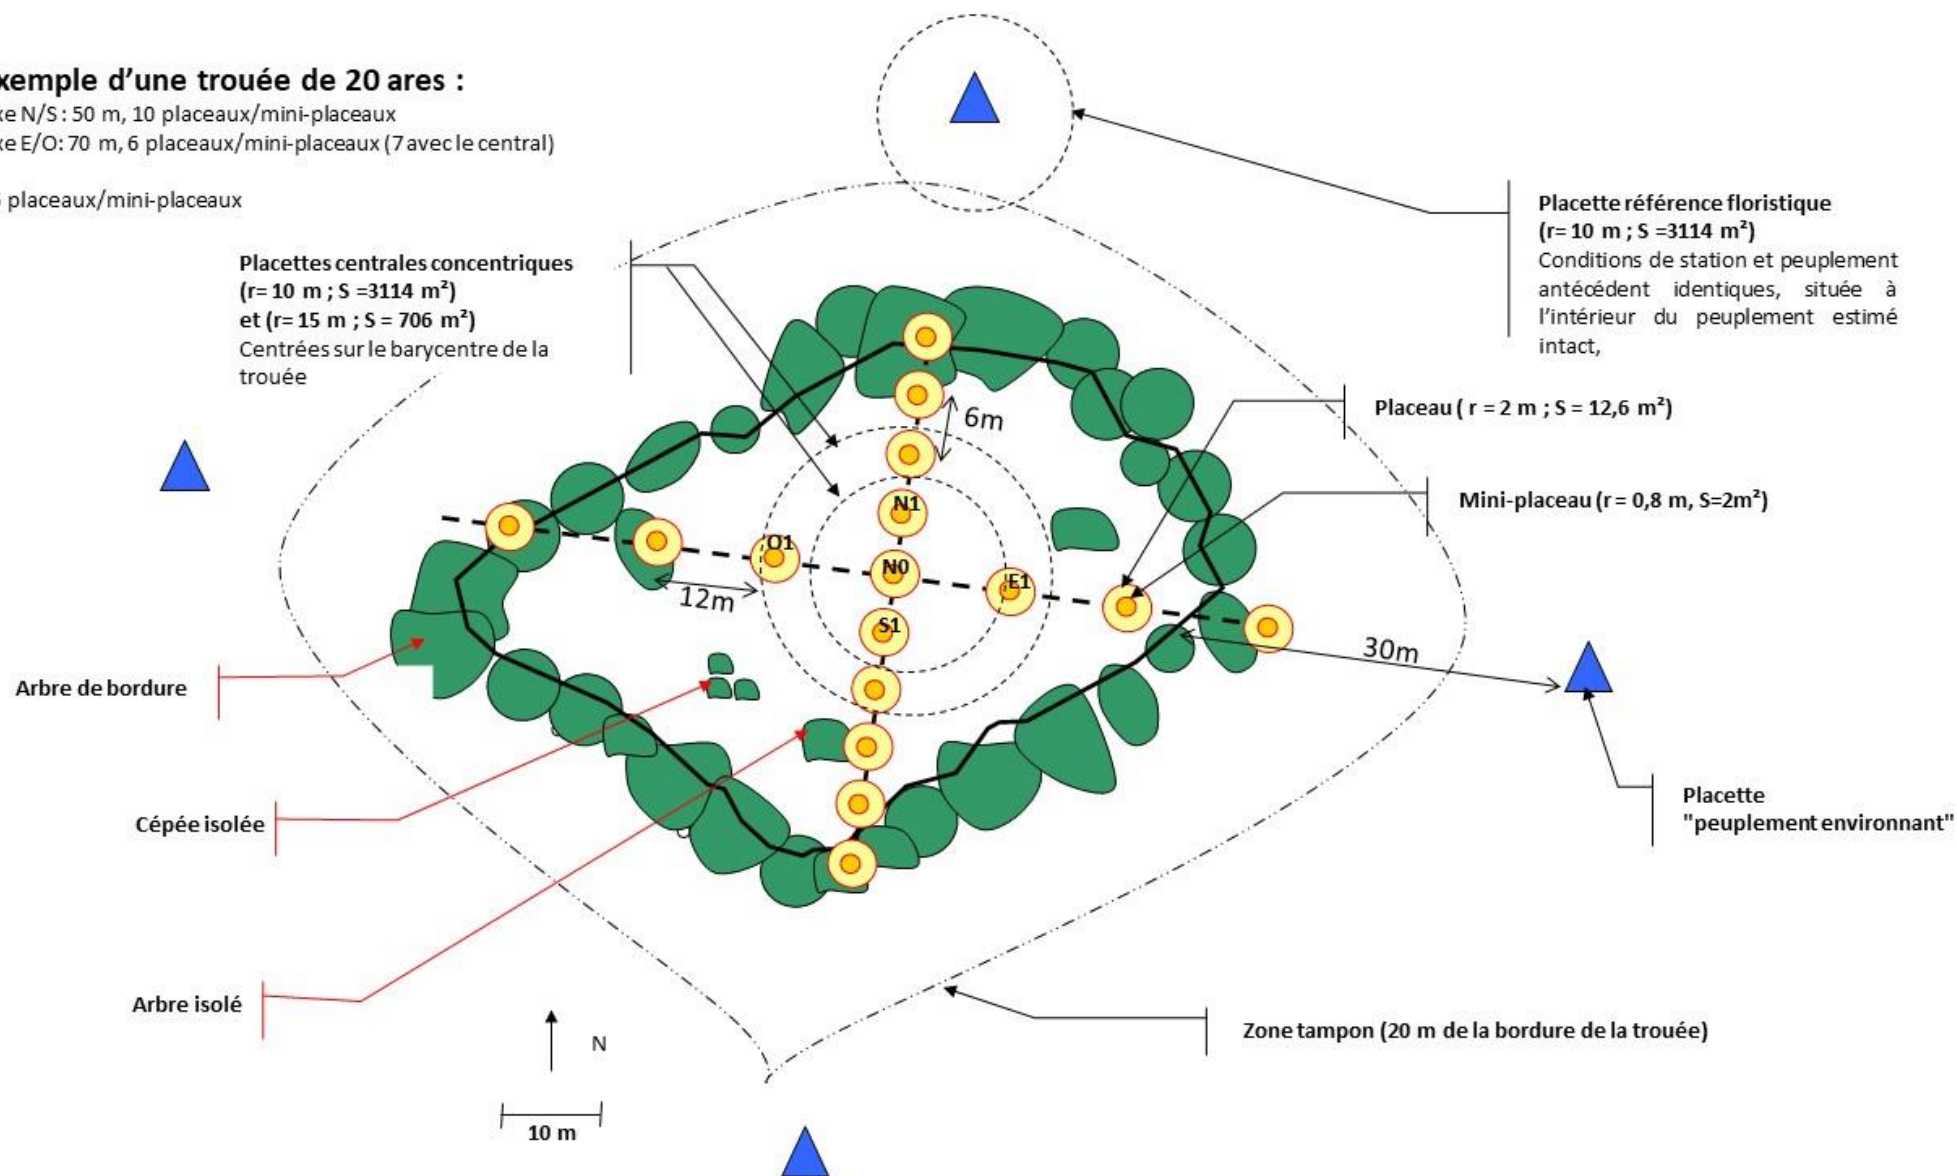 xemple d’une trouée de 20 ares :
xe N/S : 50 m, 10 placeaux/mini-placeaux
xe E/O: 70 m, 6 placeaux/mini-placeaux (7 avec le central)
placeaux/mini-placeaux
Placettes centrales concentriques
(r= 10 m ; S =3114 m²)
et (r= 15 m ; S = 706 m²)
Centrées sur le barycentre de la
trouée
Placette référence floristique
(r= 10 m ; S =3114 m²)
Conditions de station et peuplement
antécédent identiques, située à
l’intérieur du peuplement estimé
intact,
Placeau ( r = 2 m ; S = 12,6 m²)
6m
Mini-placeau (r = 0,8 m, S=2m²)
N1
O1
N0
E1
12m
S1
30m
Arbre de bordure
Cépée isolée
Placette
"peuplement environnant"
Arbre isolé
N
Zone tampon (20 m de la bordure de la trouée)
10 m